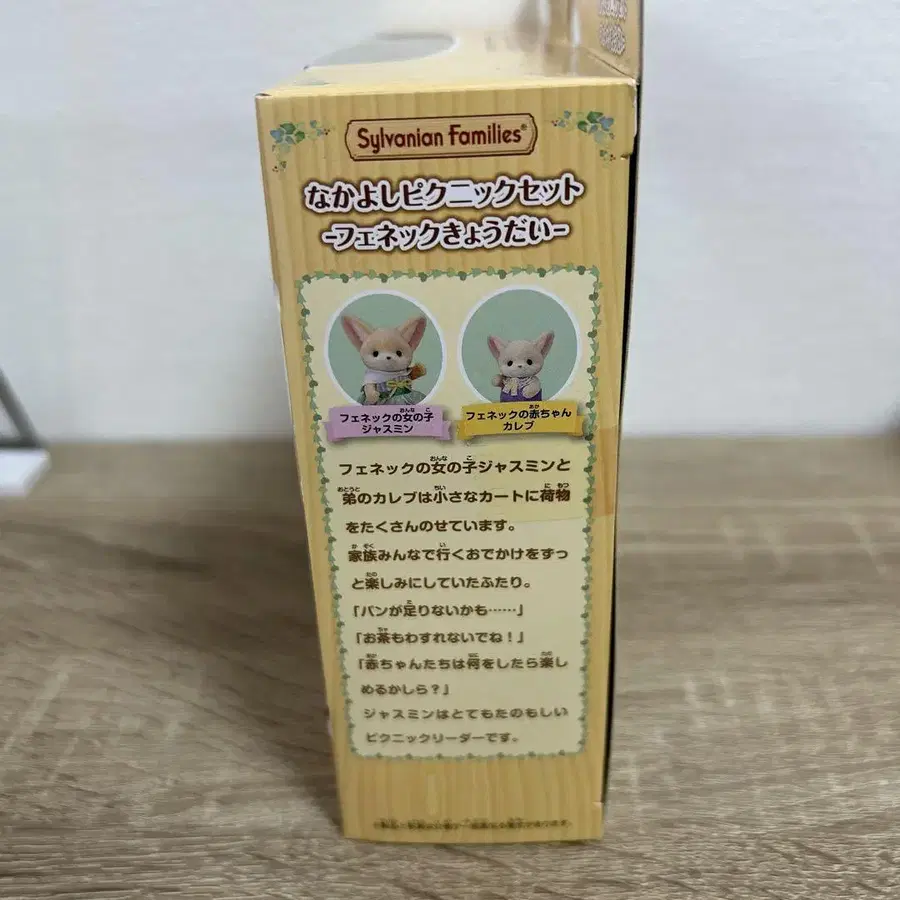 Sylvanian Families®
なかよしピクニックセット
-フェネックきょうだい-
フェネックの女の子
ジャスミン
フェネックの赤ちゃん
カレブ
フェネックの女の子ジャスミンと
弟のカレブは小さなカートに荷物
をたくさんのせています。
家族みんなで行くおでかけをずっ
と楽しみにしていたふたり。
「パンが足りないかも……」
「お茶もわすれないでね！」
「赤ちゃんたちは何をしたら楽し
めるかしら？」
ジャスミンはとてもたのもしい
ピクニックリーダーです。